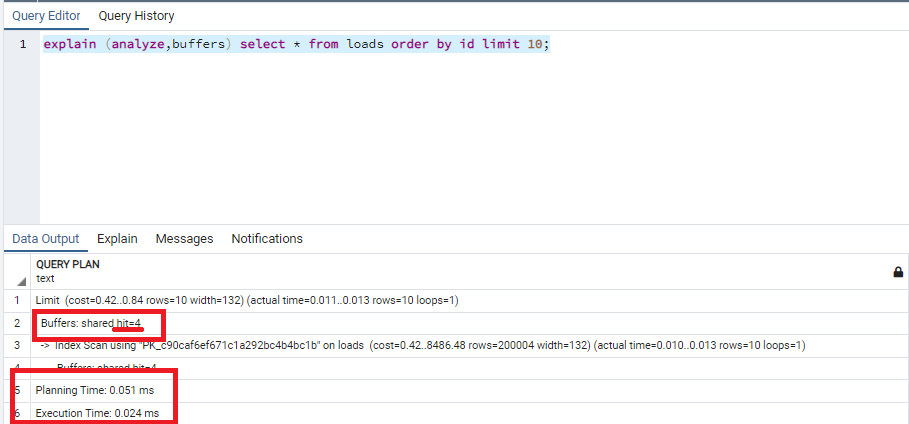 Query Editor Query History
1 explain (analyze,buffers) select * from loads order by id limit 10;
Data Output Explain Messages Notifications
QUERY PLAN
text
1 Limit (cost=0.42..0.84 rows=10 width=132) (actual time=0.011..0.013 rows=10 loops=1)
2 Buffers: shared hit=4
3 -> Index Scan using "PK_c90caf6ef671c1a292bc4b4bc1b" on loads (cost=0.42..8486.48 rows=200004 width=132) (actual time=0.010..0.013 rows=10 loops=1)
4 Buffers: shared hit=4
5 Planning Time: 0.051 ms
6 Execution Time: 0.024 ms